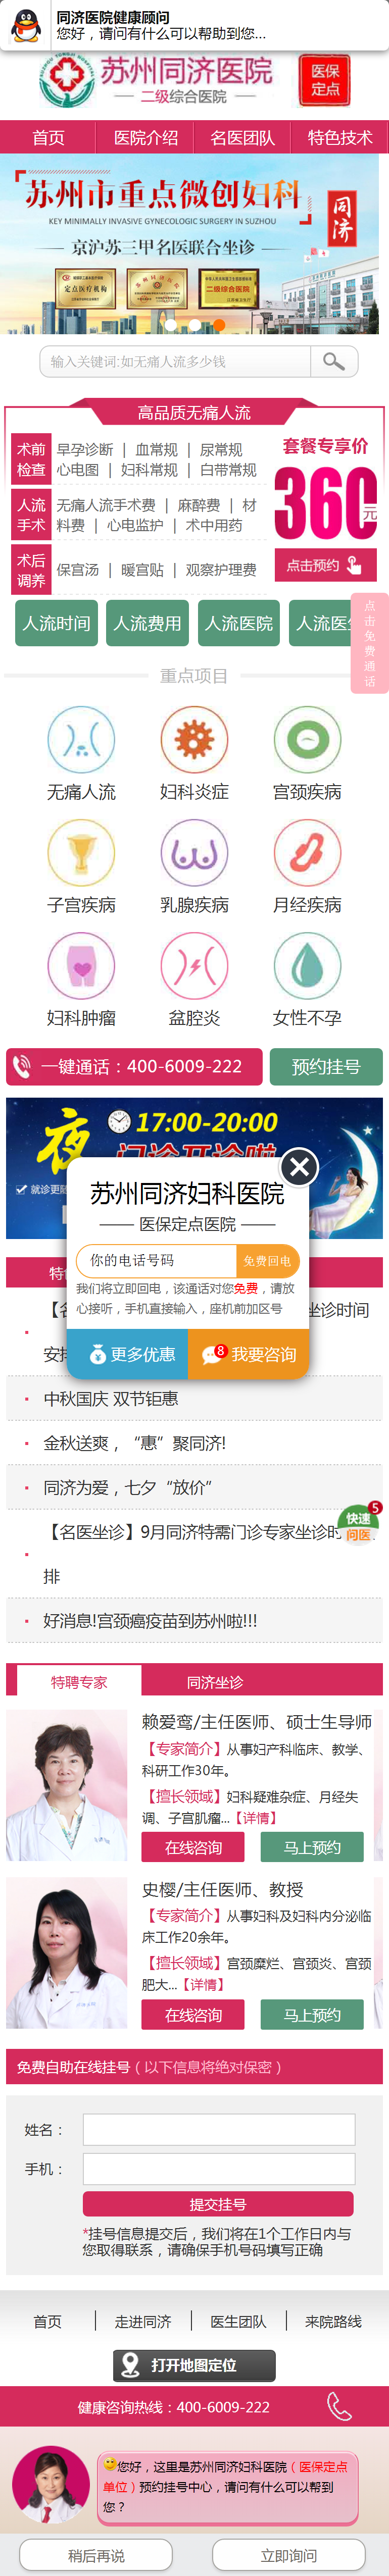 同济医院健康顾问
您好，请问有什么可以帮助到您...
苏州同济医院
二级综合医院
医保
定点
首页 医院介绍 名医团队 特色技术
苏州市重点微创妇科
KEY MINIMALLY INVASIVE GYNECOLOGIC SURGERY IN SUZHOU
同济
京沪苏三甲名医联合坐诊
定点医疗机构
二级综合医院
输入关键词:如无痛人流多少钱
高品质无痛人流
术前
检查
早孕诊断 | 血常规 | 尿常规
心电图 | 妇科常规 | 白带常规
人流
手术
无痛人流手术费 | 麻醉费 | 材
料费 | 心电监护 | 术中用药
术后
调养
保宫汤 | 暖宫贴 | 观察护理费
套餐专享价
360元
点击预约
人流时间 人流费用 人流医院 人流医生
点击免费通话
重点项目
无痛人流 妇科炎症 宫颈疾病
子宫疾病 乳腺疾病 月经疾病
妇科肿瘤 盆腔炎 女性不孕
一键通话：400-6009-222
预约挂号
夜
17:00-20:00
门诊开诊啦
就诊更随
苏州同济妇科医院
医保定点医院
你的电话号码
免费回电
我们将立即回电，该通话对您免费，请放
心接听，手机直接输入，座机前加区号
更多优惠
8
我要咨询
坐诊时间
中秋国庆 双节钜惠
金秋送爽，“惠”聚同济!
同济为爱，七夕“放价”
【名医坐诊】9月同济特需门诊专家坐诊时
排
5
快速
问医
好消息!宫颈癌疫苗到苏州啦!!!
特聘专家 同济坐诊
赖爱鸾/主任医师、硕士生导师
【专家简介】从事妇产科临床、教学、
科研工作30年。
【擅长领域】妇科疑难杂症、月经失
调、子宫肌瘤...【详情】
在线咨询 马上预约
史樱/主任医师、教授
【专家简介】从事妇科及妇科内分泌临
床工作20余年。
【擅长领域】宫颈糜烂、宫颈炎、宫颈
肥大...【详情】
在线咨询 马上预约
免费自助在线挂号（以下信息将绝对保密）
姓名：
手机：
提交挂号
*挂号信息提交后，我们将在1个工作日内与
您取得联系，请确保手机号码填写正确
首页 走进同济 医生团队 来院路线
打开地图定位
健康咨询热线：400-6009-222
您好，这里是苏州同济妇科医院（医保定点
单位）预约挂号中心，请问有什么可以帮到
您？
稍后再说 立即询问